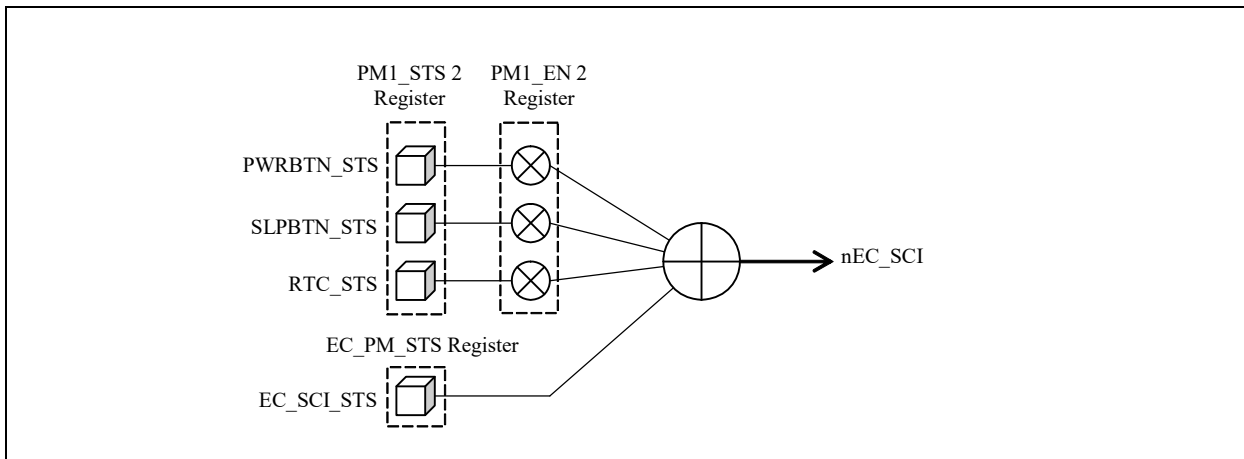 PM1_STS 2
Register
PM1_EN 2
Register
PWRBTN_STS
SLPBTN_STS
RTC_STS
nEC_SCI
EC_PM_STS Register
EC_SCI_STS